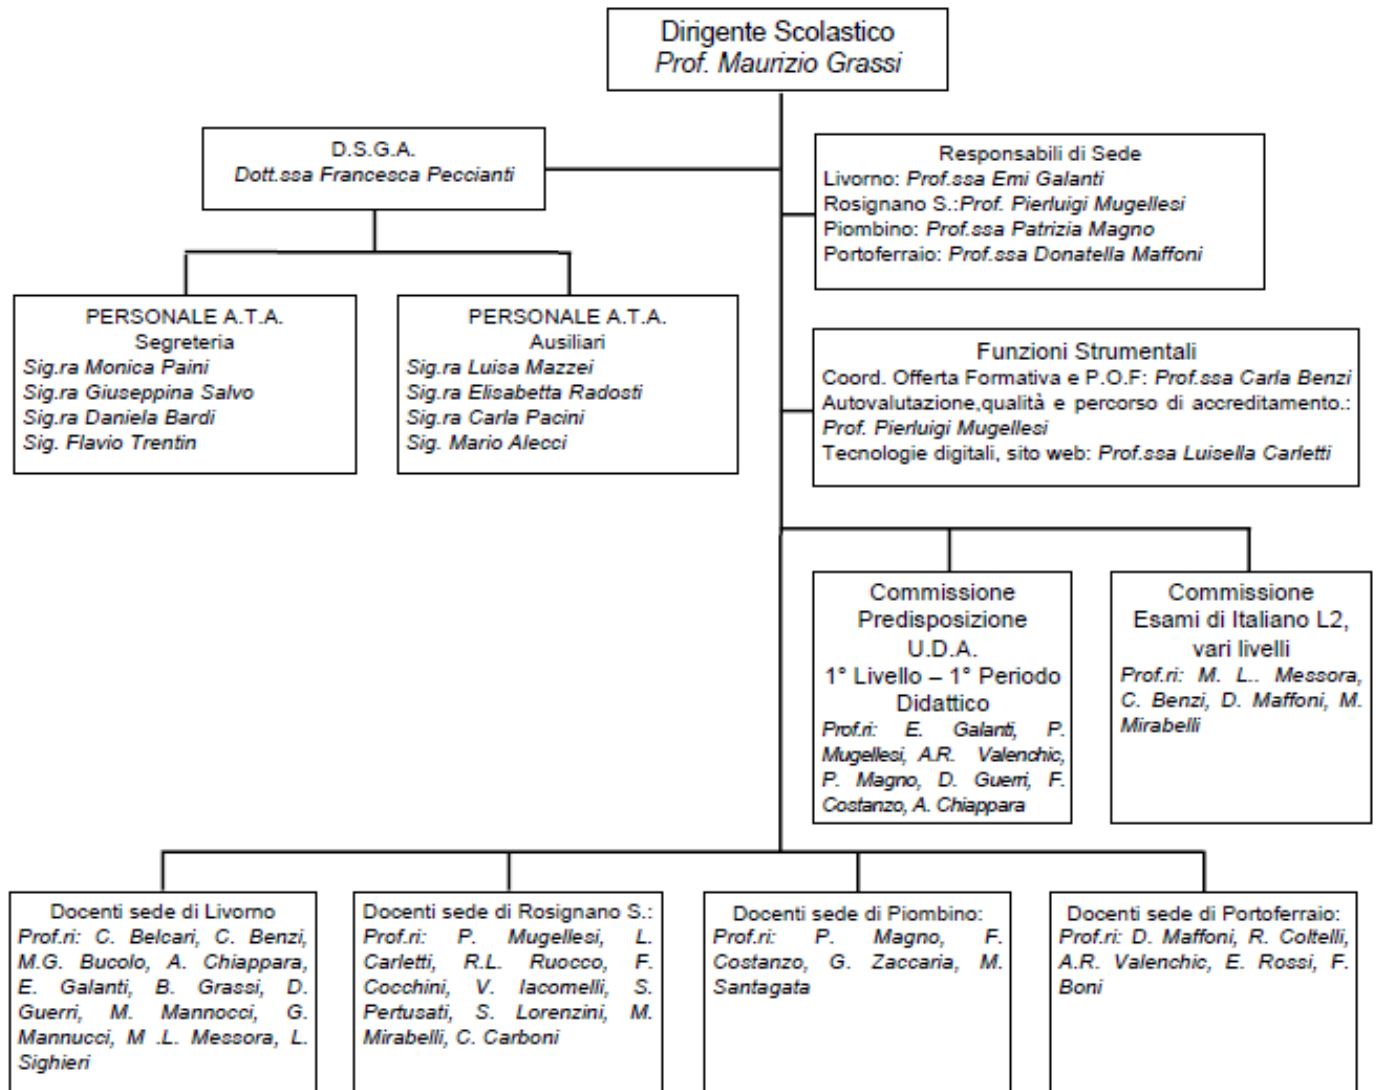 Dirigente Scolastico
Prof. Maurizio Grassi
D.S.G.A.
Dott.ssa Francesca Peccianti
Responsabili di Sede
Livorno: Prof.ssa Emi Galanti
Rosignano S.:Prof. Pierluigi Mugellesi
Piombino: Prof.ssa Patrizia Magno
Portoferraio: Prof.ssa Donatella Maffoni
PERSONALE A.T.A.
Segreteria
Sig.ra Monica Paini
Sig.ra Giuseppina Salvo
Sig.ra Daniela Bardi
Sig. Flavio Trentin
PERSONALE A.T.A.
Ausiliari
Sig.ra Luisa Mazzei
Sig.ra Elisabetta Radosti
Sig.ra Carla Pacini
Sig. Mario Alecci
Funzioni Strumentali
Coord. Offerta Formativa e P.O.F: Prof.ssa Carla Benzi
Autovalutazione,qualità e percorso di accreditamento.:
Prof. Pierluigi Mugellesi
Tecnologie digitali, sito web: Prof.ssa Luisella Carletti
Commissione
Predisposizione
U.D.A.
1° Livello – 1° Periodo
Didattico
Prof.ri: E. Galanti, P.
Mugellesi, A.R. Valenchic,
P. Magno, D. Guerri, F.
Costanzo, A. Chiappara
Commissione
Esami di Italiano L2,
vari livelli
Prof.ri: M. L.. Messora,
C. Benzi, D. Maffoni, M.
Mirabelli
Docenti sede di Livorno
Prof.ri: C. Belcari, C. Benzi,
M.G. Bucolo, A. Chiappara,
E. Galanti, B. Grassi, D.
Guerri, M. Mannocci, G.
Mannucci, M .L. Messora, L.
Sighieri
Docenti sede di Rosignano S.:
Prof.ri: P. Mugellesi, L.
Carletti, R.L. Ruocco, F.
Cocchini, V. Iacomelli, S.
Pertusati, S. Lorenzini, M.
Mirabelli, C. Carboni
Docenti sede di Piombino:
Prof.ri: P. Magno, F.
Costanzo, G. Zaccaria, M.
Santagata
Docenti sede di Portoferraio:
Prof.ri: D. Maffoni, R. Coltelli,
A.R. Valenchic, E. Rossi, F.
Boni